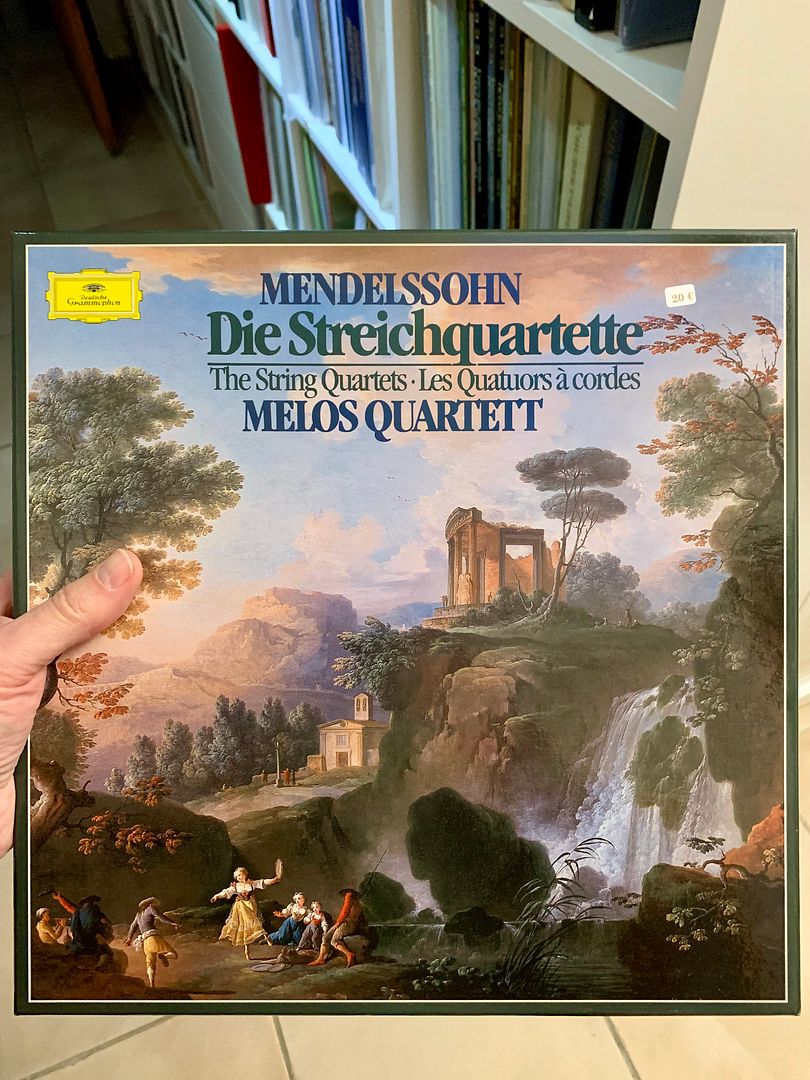 Deutsche
Grammophon
MENDELSSOHN
20 €
Die Streichquartette
The String Quartets · Les Quatuors à cordes
MELOS QUARTETT